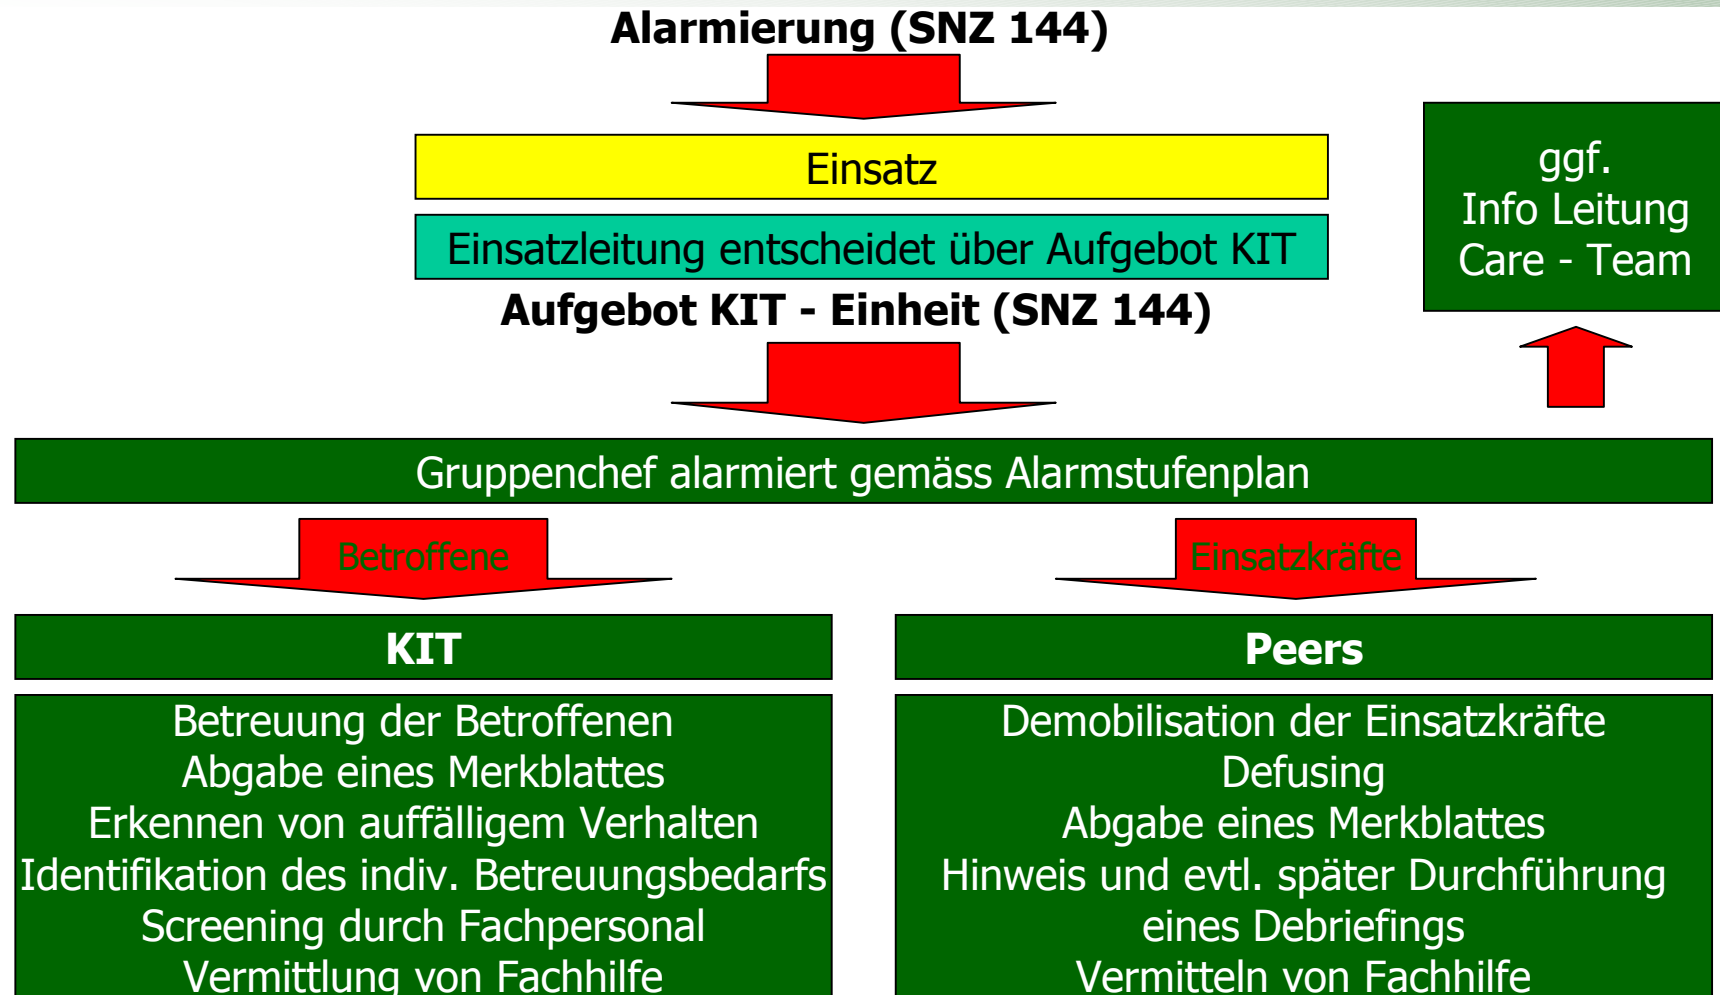 Alarmierung (SNZ 144)
Einsatz
Einsatzleitung entscheidet über Aufgebot KIT
ggf.
Info Leitung
Care - Team
Aufgebot KIT - Einheit (SNZ 144)
Gruppenchef alarmiert gemäss Alarmstufenplan
Betroffene
Einsatzkräfte
KIT
Betreuung der Betroffenen
Abgabe eines Merkblattes
Erkennen von auffälligem Verhalten
Identifikation des indiv. Betreuungsbedarfs
Screening durch Fachpersonal
Vermittlung von Fachhilfe
Peers
Demobilisation der Einsatzkräfte
Defusing
Abgabe eines Merkblattes
Hinweis und evtl. später Durchführung
eines Debriefings
Vermitteln von Fachhilfe